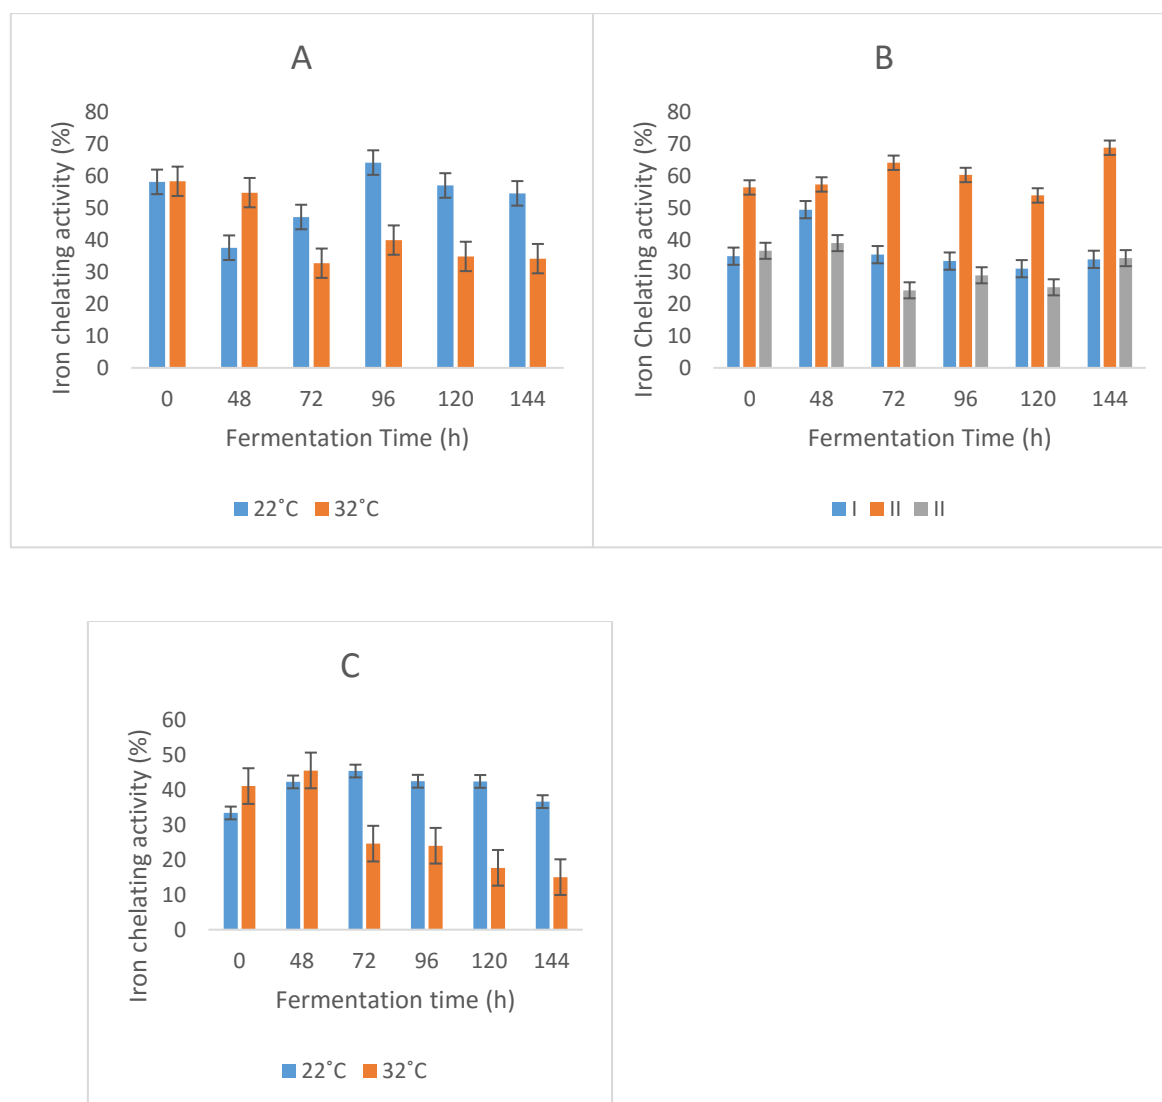 A
Iron chelating activity (%)
80
70
60
50
40
30
20
10
0
0 48 72 96 120 144
Fermentation Time (h)
22˚C 32˚C
B
Iron Chelating activity (%)
80
70
60
50
40
30
20
10
0
0 48 72 96 120 144
Fermentation Time (h)
I II II
C
Iron chelating activity (%)
60
50
40
30
20
10
0
0 48 72 96 120 144
Fermentation time (h)
22˚C 32˚C